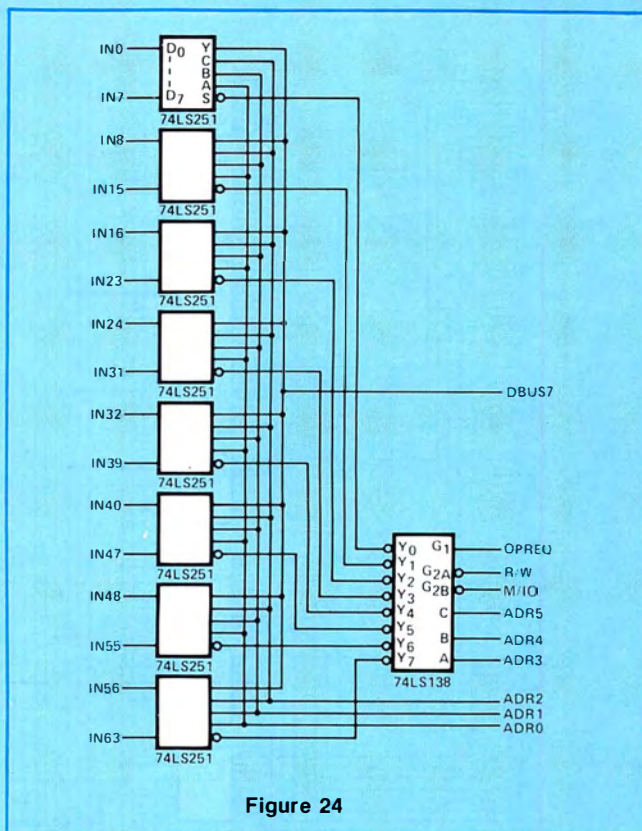 IN0
D0 Y
C
B
A
D7 S
IN7
74LS251
IN8
IN15
74LS251
IN16
IN23
74LS251
IN24
IN31
74LS251
DBUS7
IN32
IN39
74LS251
IN40
IN47
74LS251
IN48
IN55
74LS251
IN56
IN63
74LS251
Y0 G1 OPREQ
Y1
Y2 G2A R/W
Y3 G2B M/IO
Y4 C ADR5
Y5
Y6 B ADR4
Y7 A ADR3
74LS138
ADR2
ADR1
ADR0
Figure 24